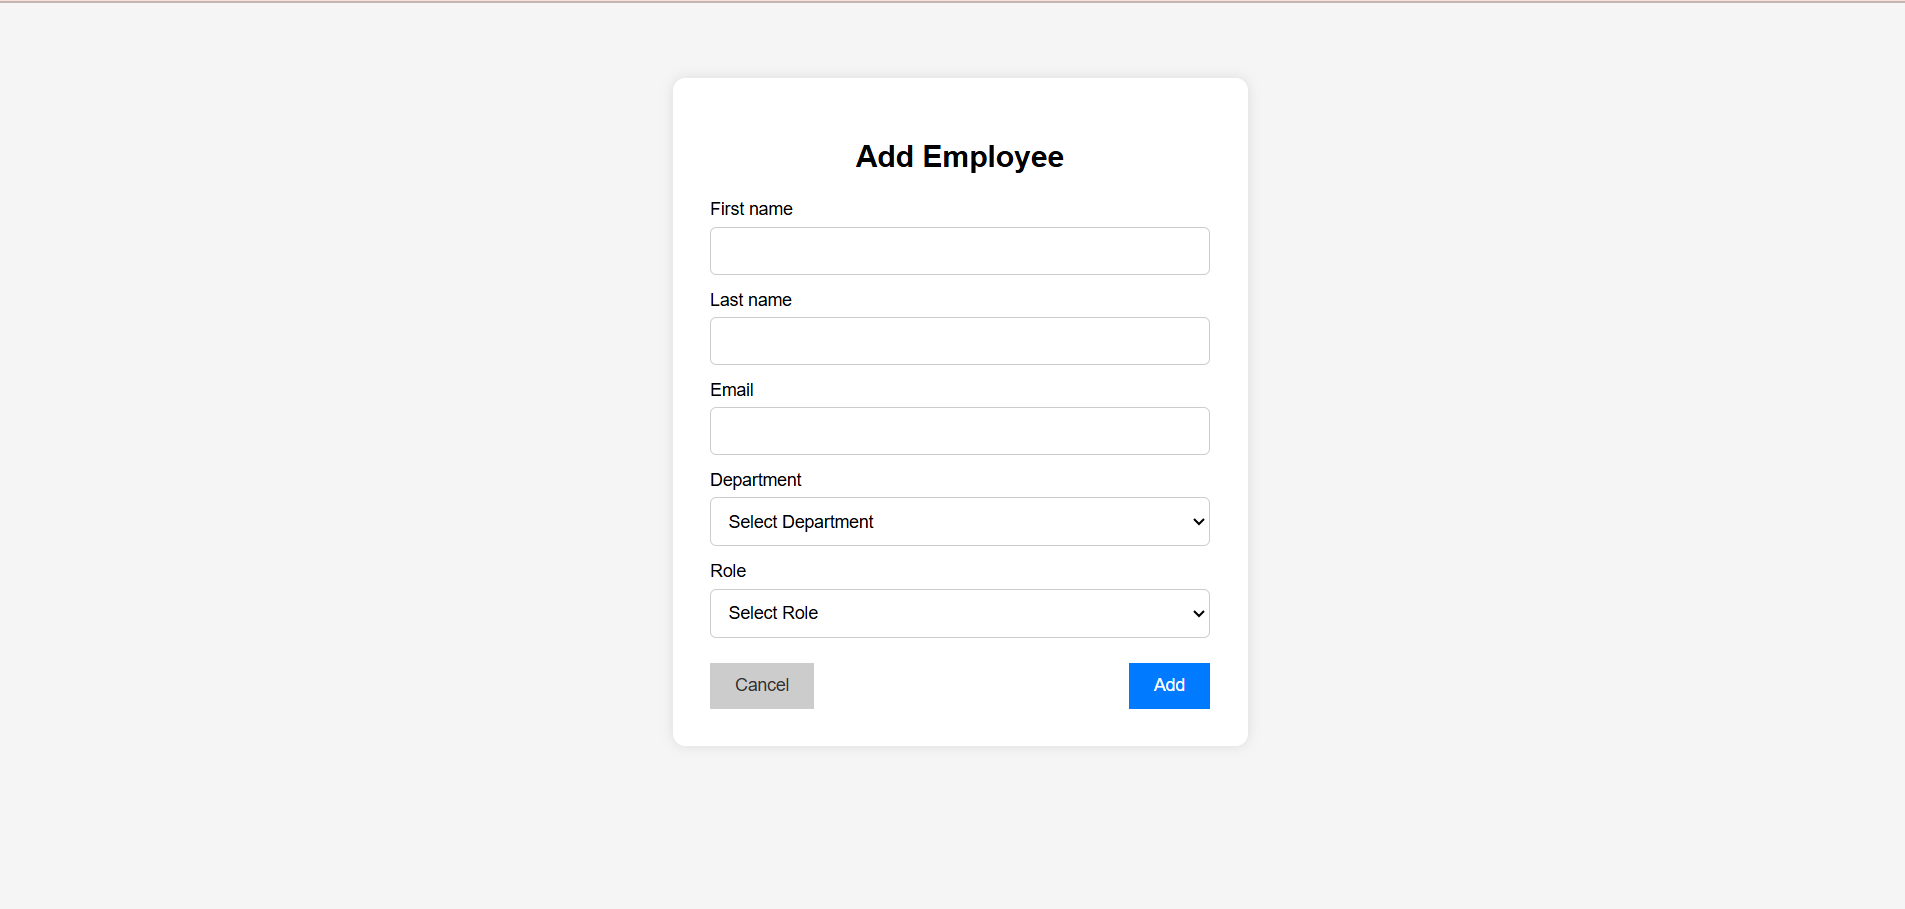 Add Employee
First name
Last name
Email
Department
Select Department
Role
Select Role
Cancel
Add